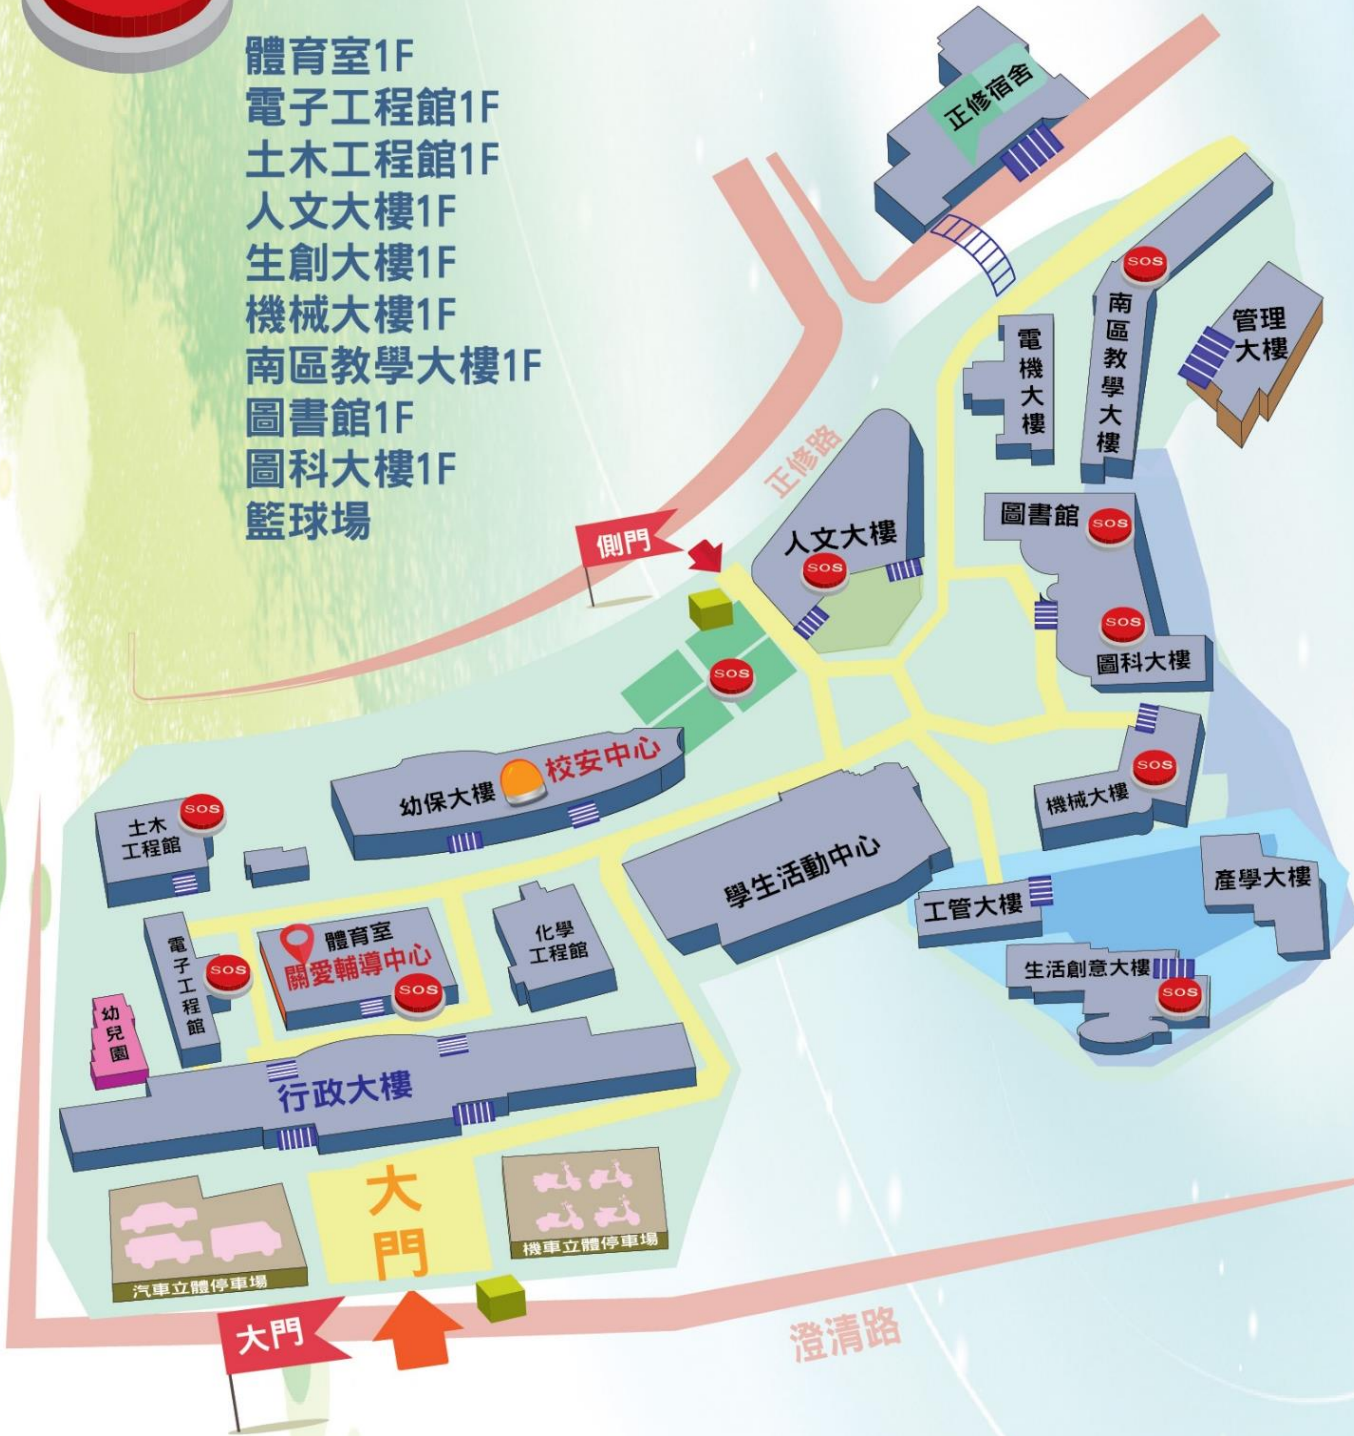 體育室1F
電子工程館1F
土木工程館1F
人文大樓1F
生創大樓1F
機械大樓1F
南區教學大樓1F
圖書館1F
圖科大樓1F
籃球場
正修宿舍
SOS
南區教學大樓
管理
大樓
電機大樓
正修路
側門
人文大樓
SOS
圖書館
SOS
SOS
圖科大樓
SOS
校安中心
幼保大樓
SOS
機械大樓
SOS
土木
工程館
學生活動中心
工管大樓
產學大樓
化學
工程館
體育室
關愛輔導中心
SOS
電子工程館
SOS
生活創意大樓
SOS
幼兒園
行政大樓
大門
機車立體停車場
汽車立體停車場
大門
澄清路